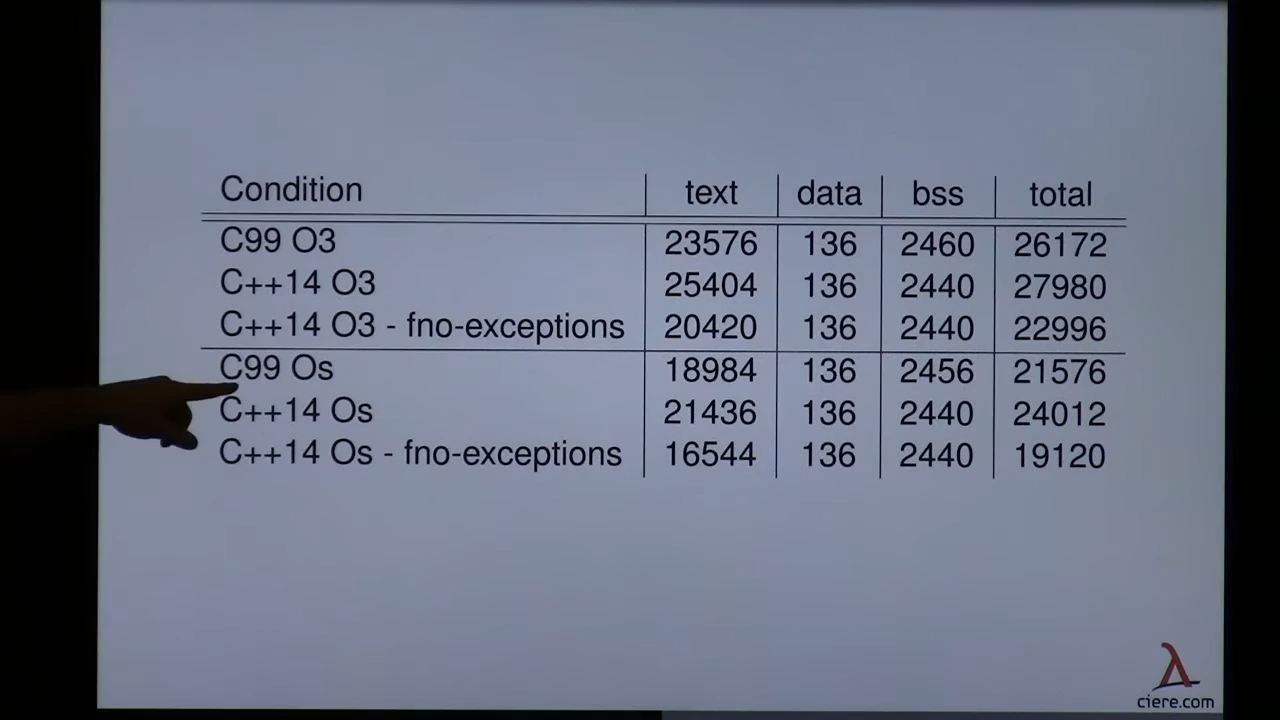 Condition text data bss total
C99 O3 23576 136 2460 26172
C++14 O3 25404 136 2440 27980
C++14 O3 - fno-exceptions 20420 136 2440 22996
C99 Os 18984 136 2456 21576
C++14 Os 21436 136 2440 24012
C++14 Os - fno-exceptions 16544 136 2440 19120
λ
ciere.com